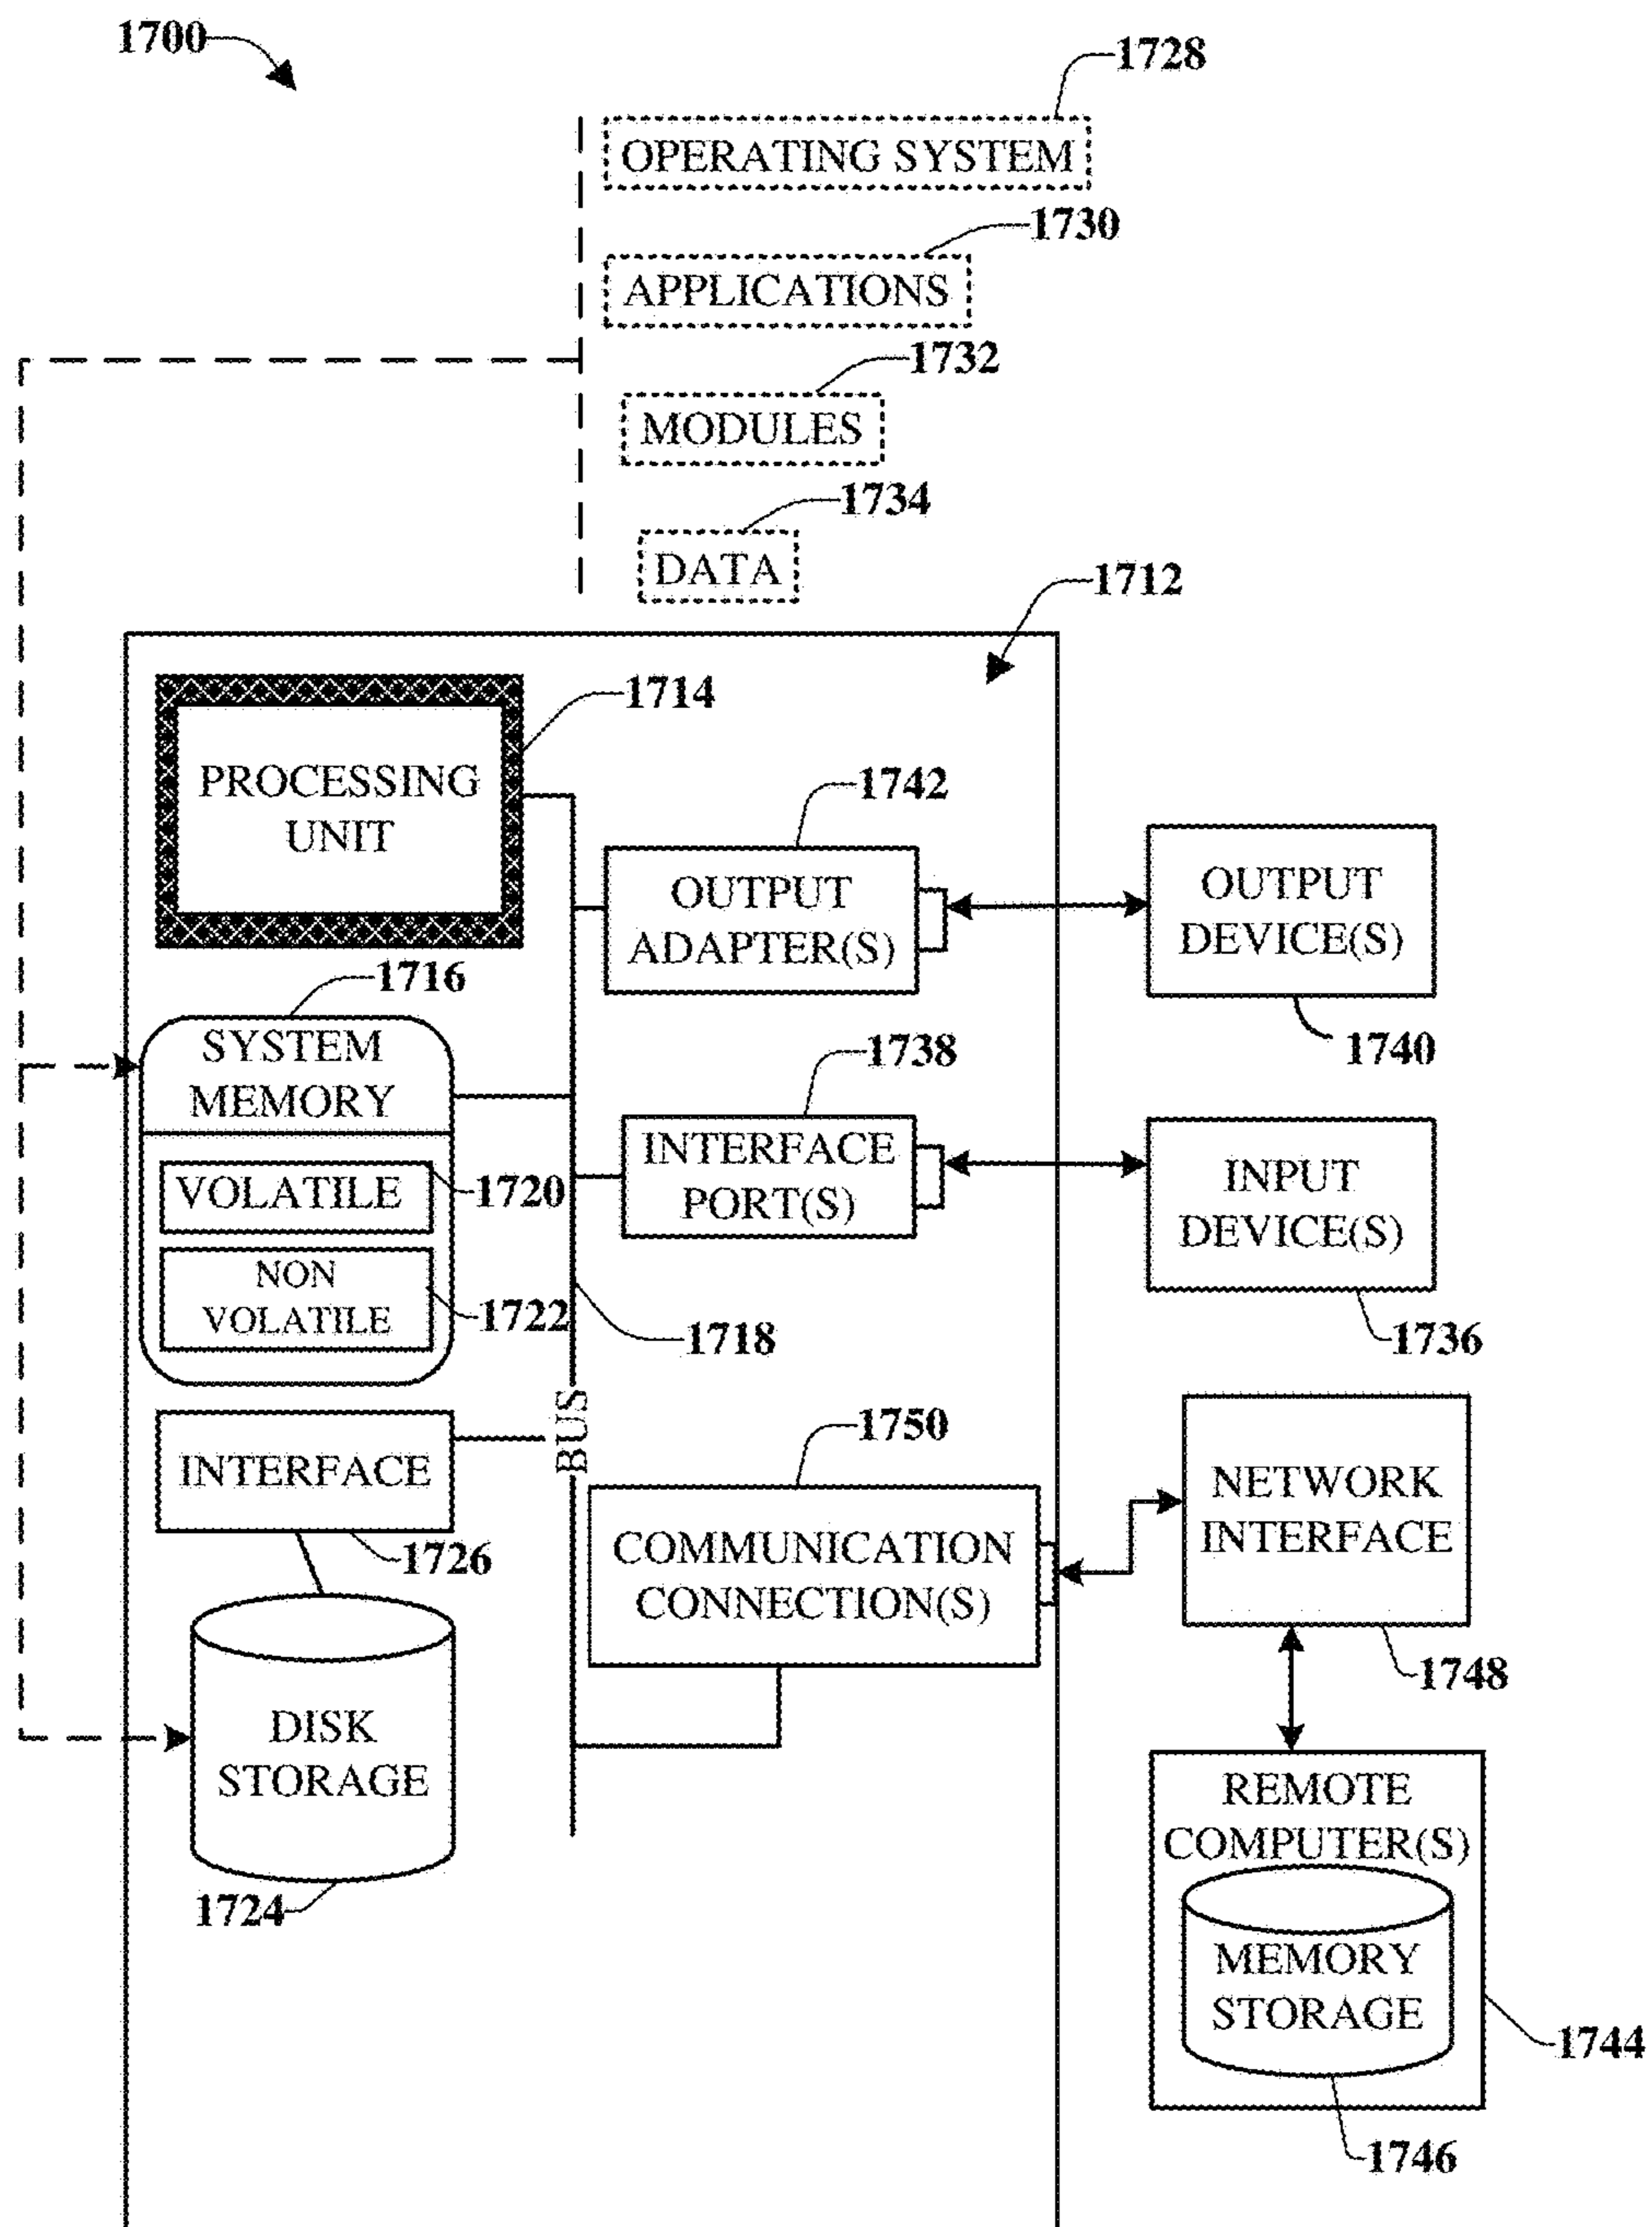 1700
1728
OPERATING SYSTEM
1730
APPLICATIONS
1732
MODULES
1734
DATA
1712
1714
PROCESSING
UNIT
1742
OUTPUT
ADAPTER(S)
OUTPUT
DEVICE(S)
1740
1716
SYSTEM
MEMORY
VOLATILE
1720
NON
VOLATILE
1722
1738
INTERFACE
PORT(S)
INPUT
DEVICE(S)
1736
1718
BUS
INTERFACE
1726
1750
COMMUNICATION
CONNECTION(S)
NETWORK
INTERFACE
1748
DISK
STORAGE
1724
REMOTE
COMPUTER(S)
MEMORY
STORAGE
1744
1746